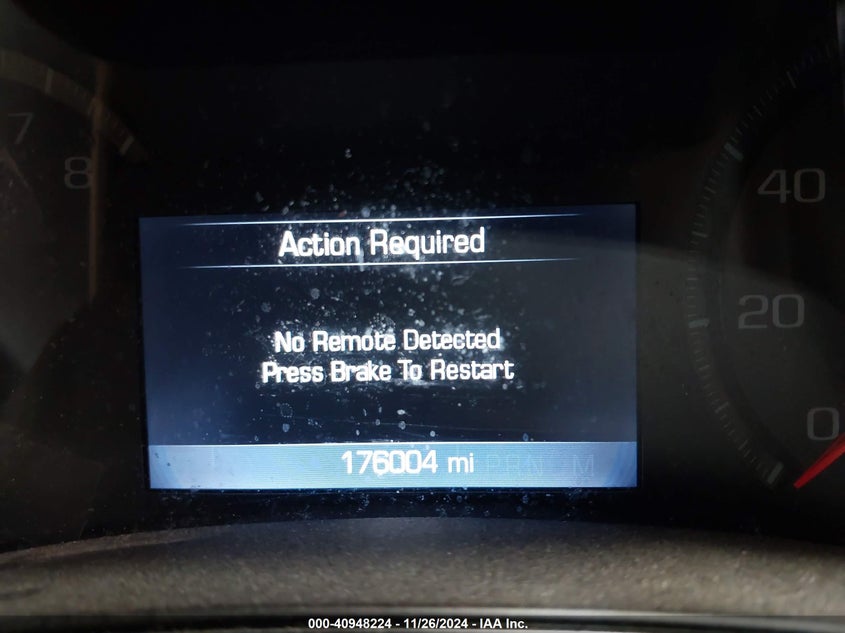 7
8
Action Required
40
No Remote Detected
20
Press Brake To Restart
0
176004 mi PRN M
000-40948224 - 11/26/2024 - IAA Inc.